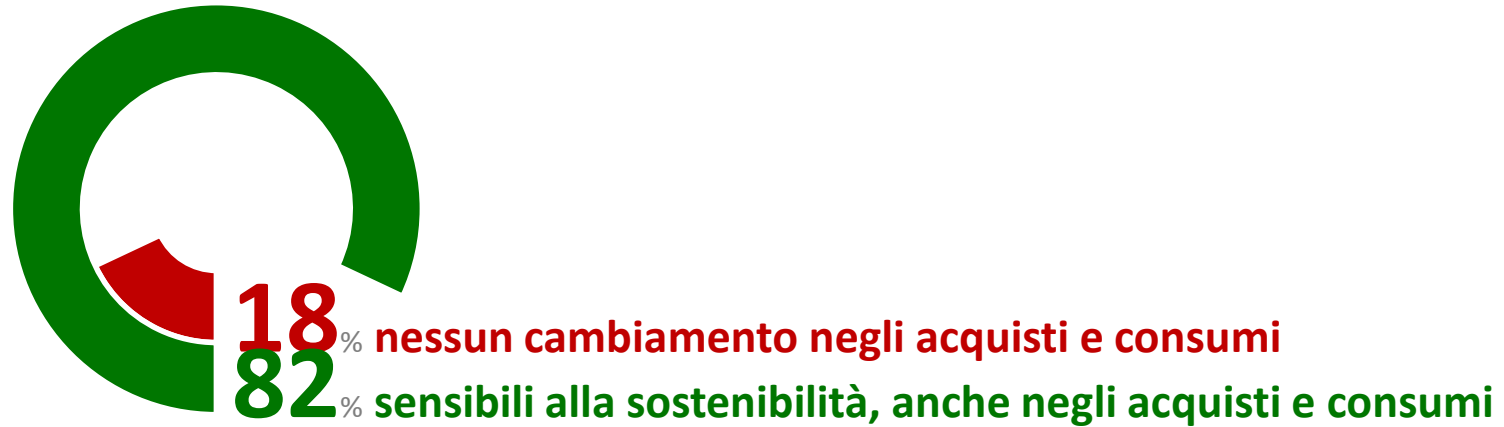 18% nessun cambiamento negli acquisti e consumi
82% sensibili alla sostenibilità, anche negli acquisti e consumi